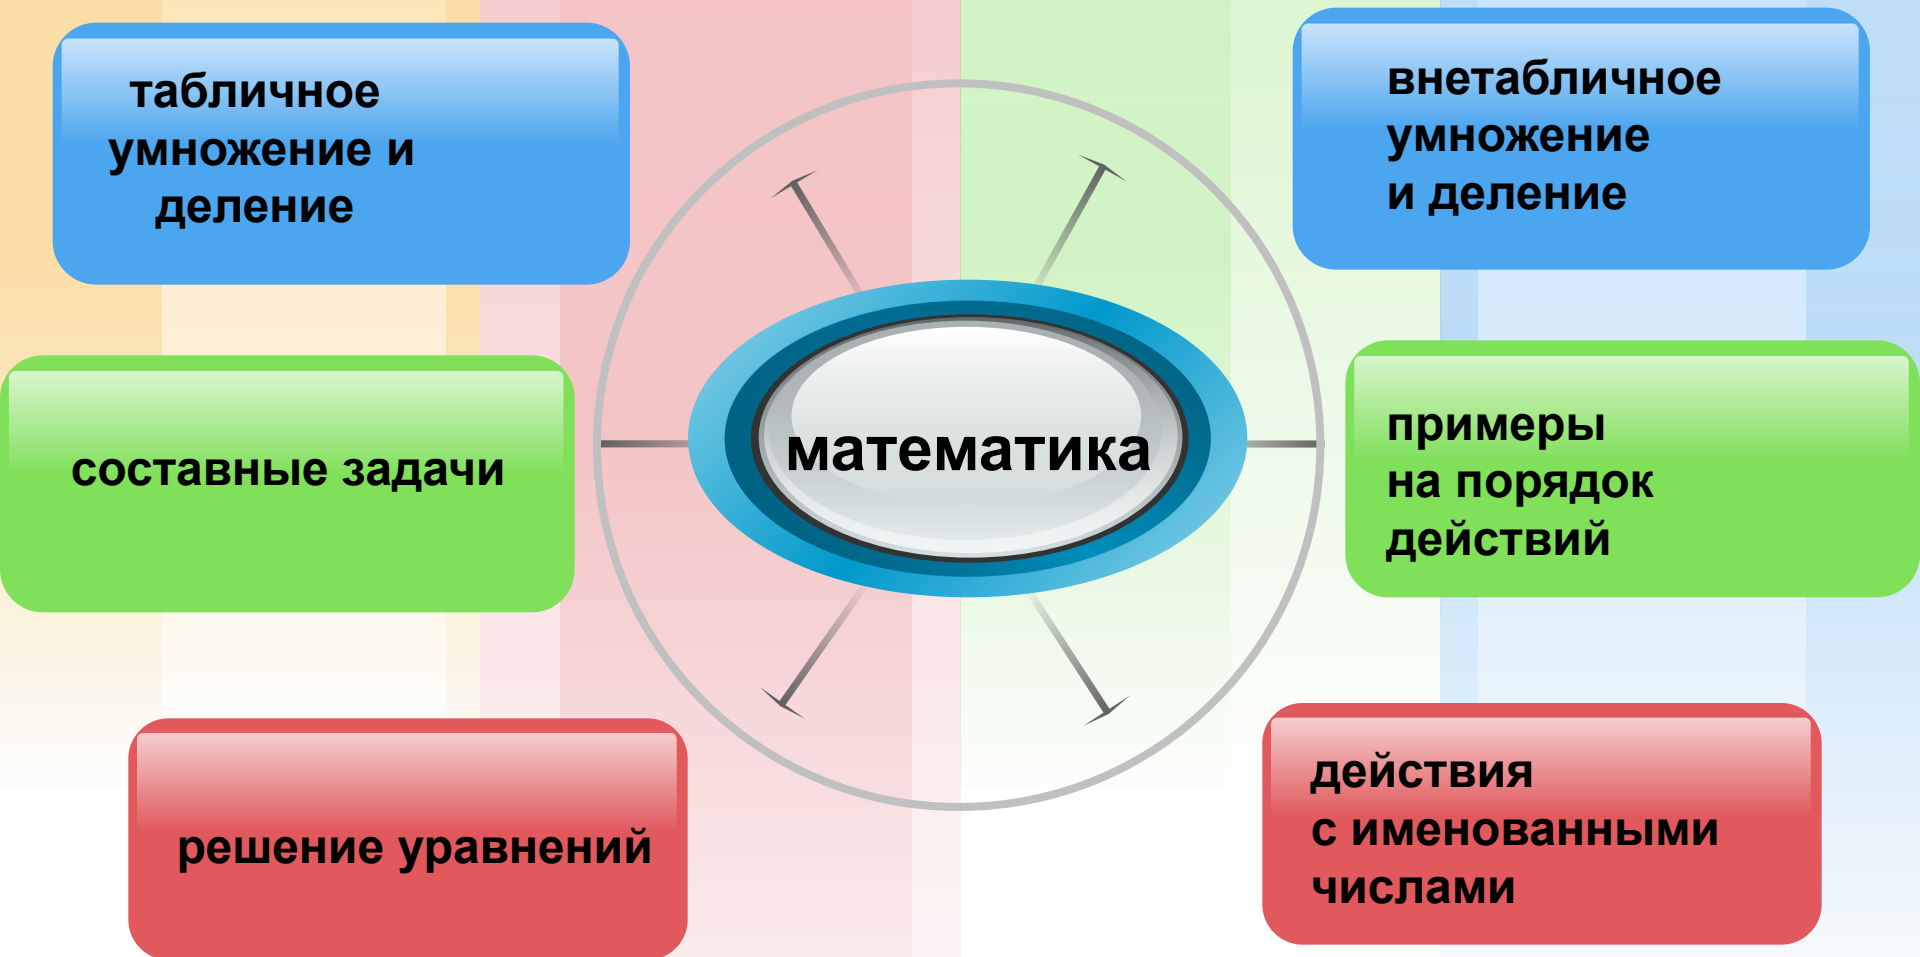 табличное
умножение и
деление
внетабличное
умножение
и деление
составные задачи
математика
примеры
на порядок
действий
решение уравнений
действия
с именованными
числами